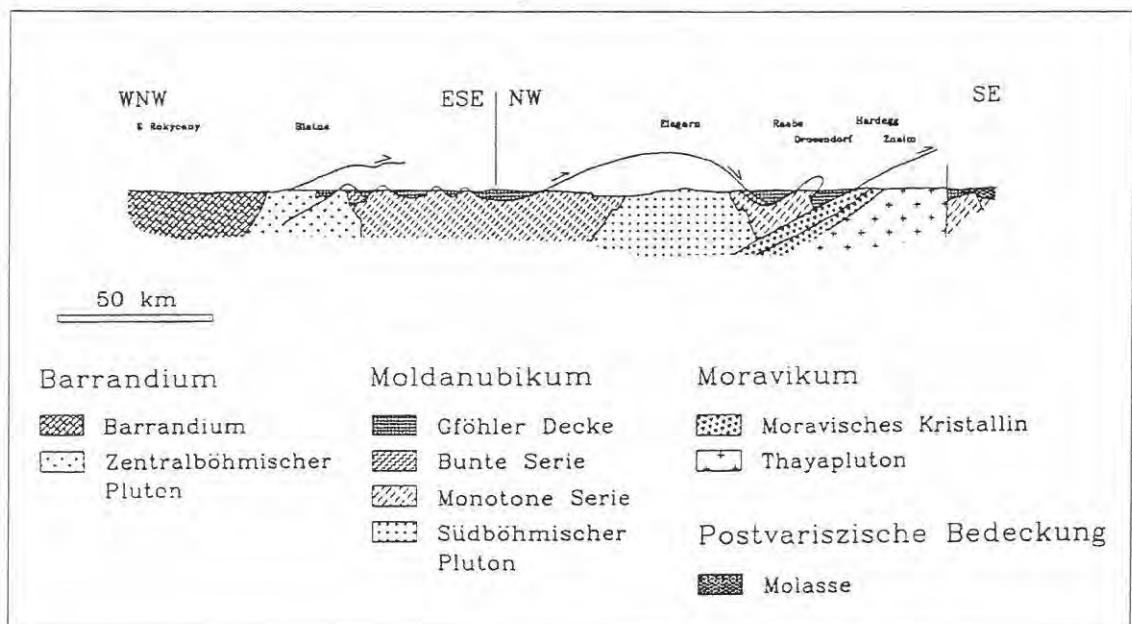 WNW
ESE NW
SE
Blatna
Raabs
Hardegg
Drosendorf
Znaim
50 km
Barrandium
Barrandium
Zentralböhmischer
Pluton
Moldanubikum
Gföhler Decke
Bunte Serie
Monotone Serie
Südböhmischer
Pluton
Moravikum
Moravisches Kristallin
Thayapluton
Postvariszische Bedeckung
Molasse